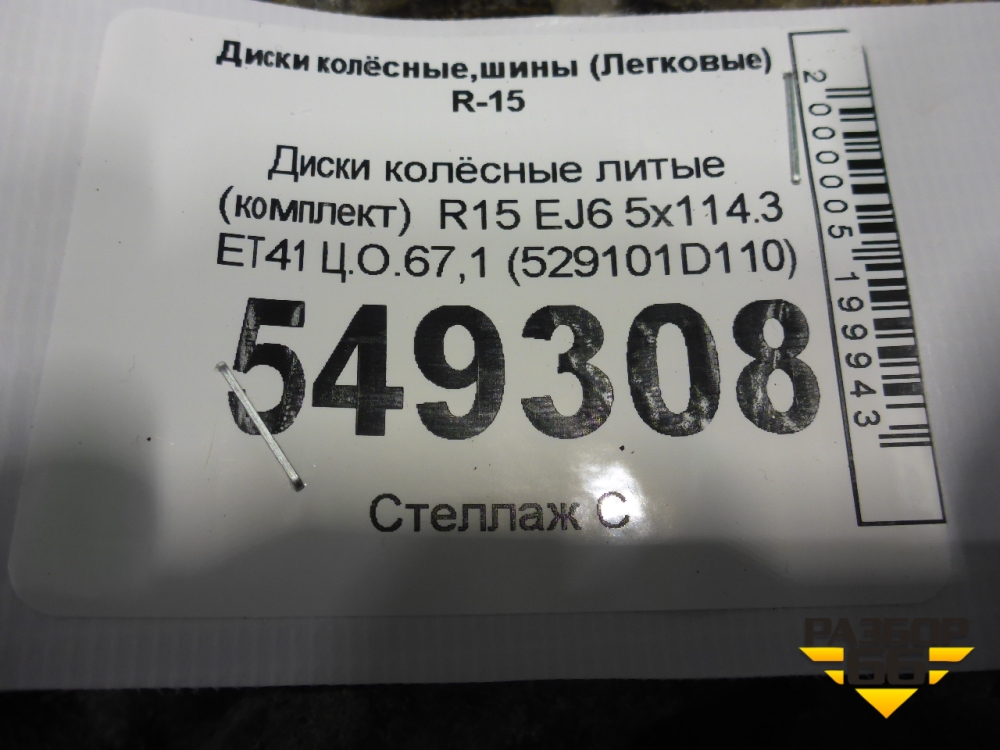 Диски колёсные,шины (Легковые)
R-15
Диски колёсные литые
(комплект) R15 EJ6 5x114.3
ET41 Ц.О.67,1 (529101D110)
549308
Стеллаж С
2000005199943
РАЗБОР
66